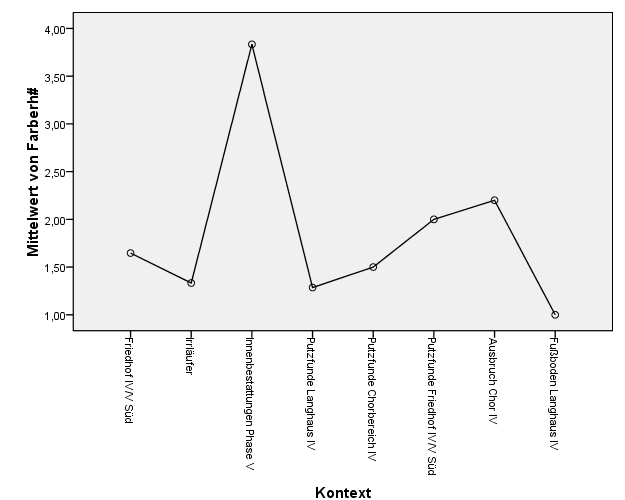 4,00
3,50
3,00
2,50
2,00
1,50
1,00
Mittelwert von Farberh#
Friedhof IV/V Süd
Irrläufer
Innenbestattungen Phase V
Putzfunde Langhaus IV
Putzfunde Chorbereich IV
Putzfunde Friedhof IV/V Süd
Ausbruch Chor IV
Fußboden Langhaus IV
Kontext